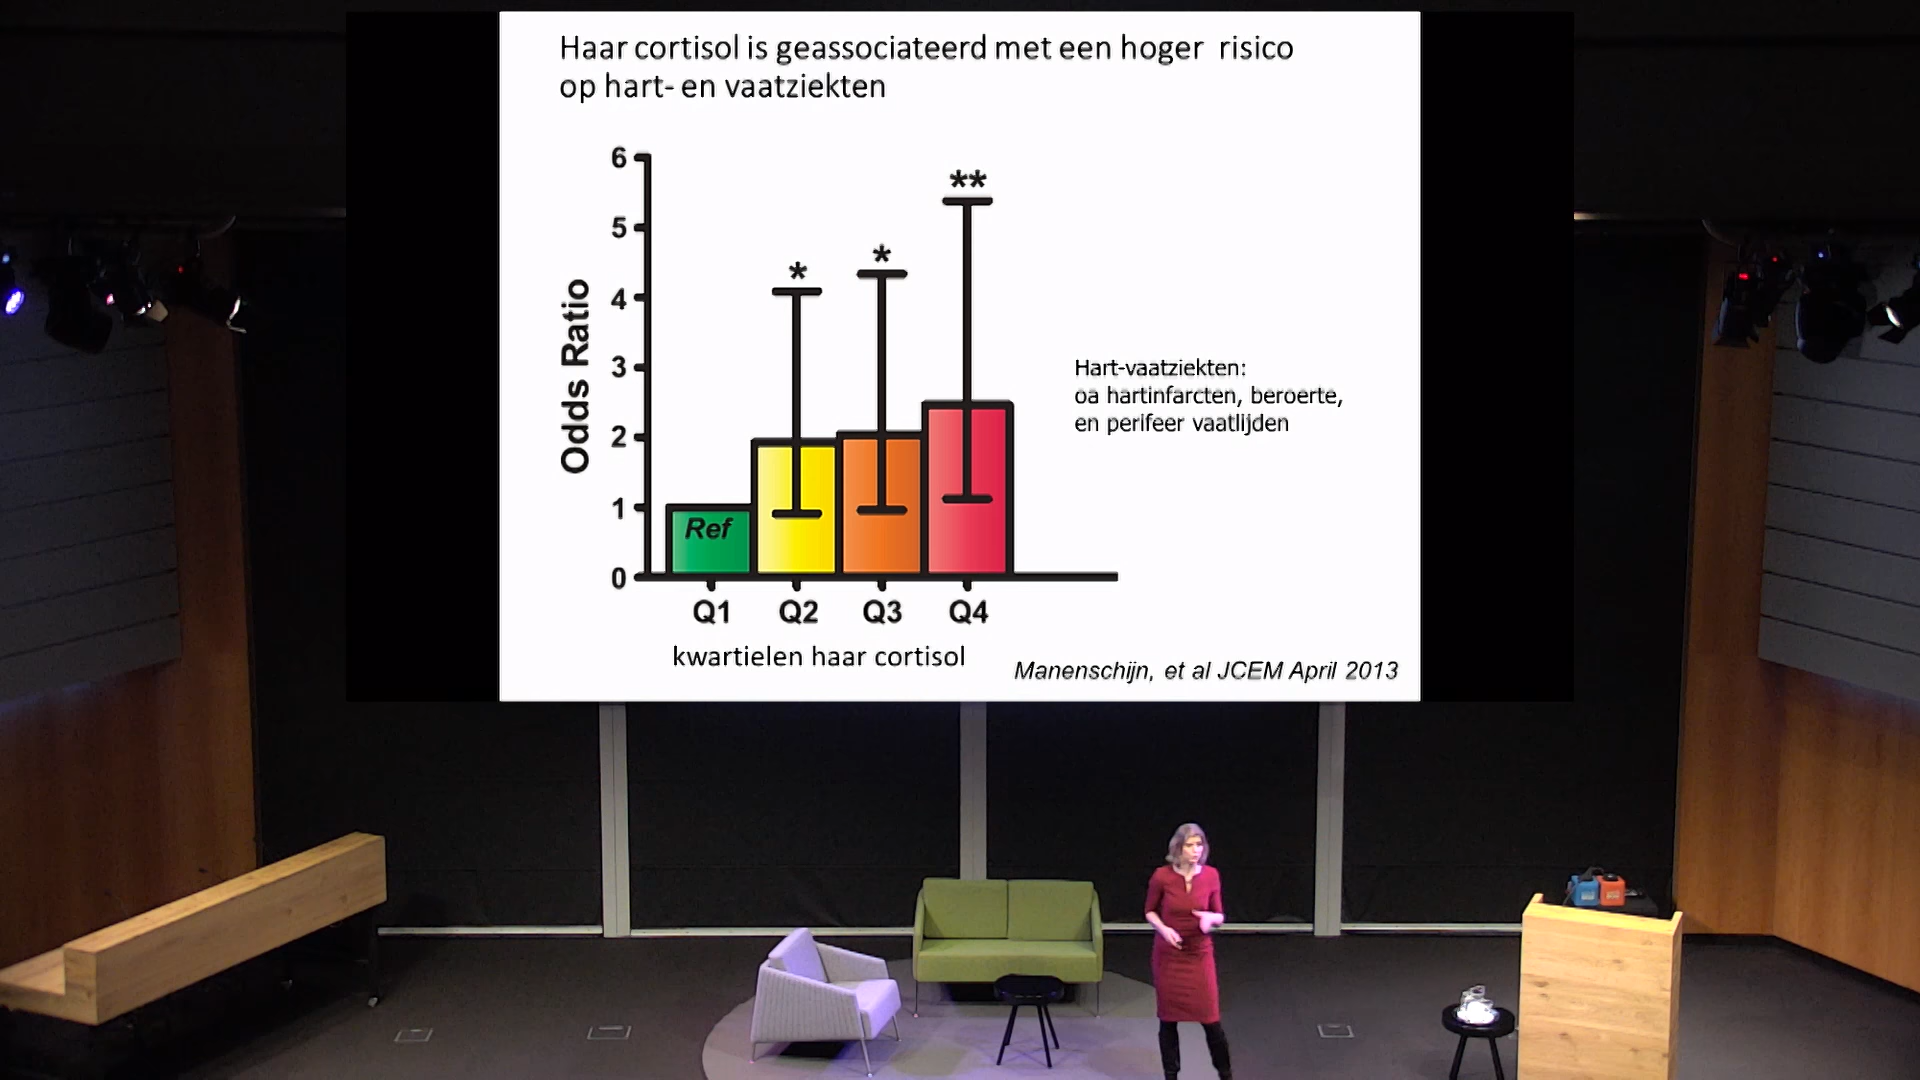 Haar cortisol is geassociateerd met een hoger risico
op hart- en vaatziekten
6
5
4
3
2
1
0
Odds Ratio
*
*
**
Ref
Q1 Q2 Q3 Q4
kwartielen haar cortisol
Hart-vaatziekten:
oa hartinfarcten, beroerte,
en perifeer vaatlijden
Manenschijn, et al JCEM April 2013